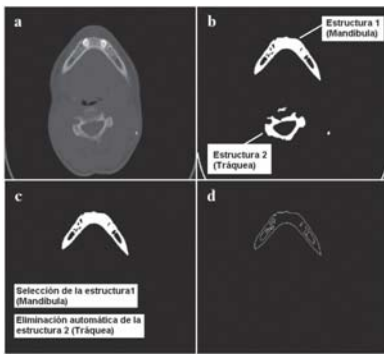 a
b
Estructura 1
(Mandíbula)
Estructura 2
(Tráquea)
c
d
Selección de la estructura1
(Mandíbula)
Eliminación automática de la
estructura 2 (Tráquea)